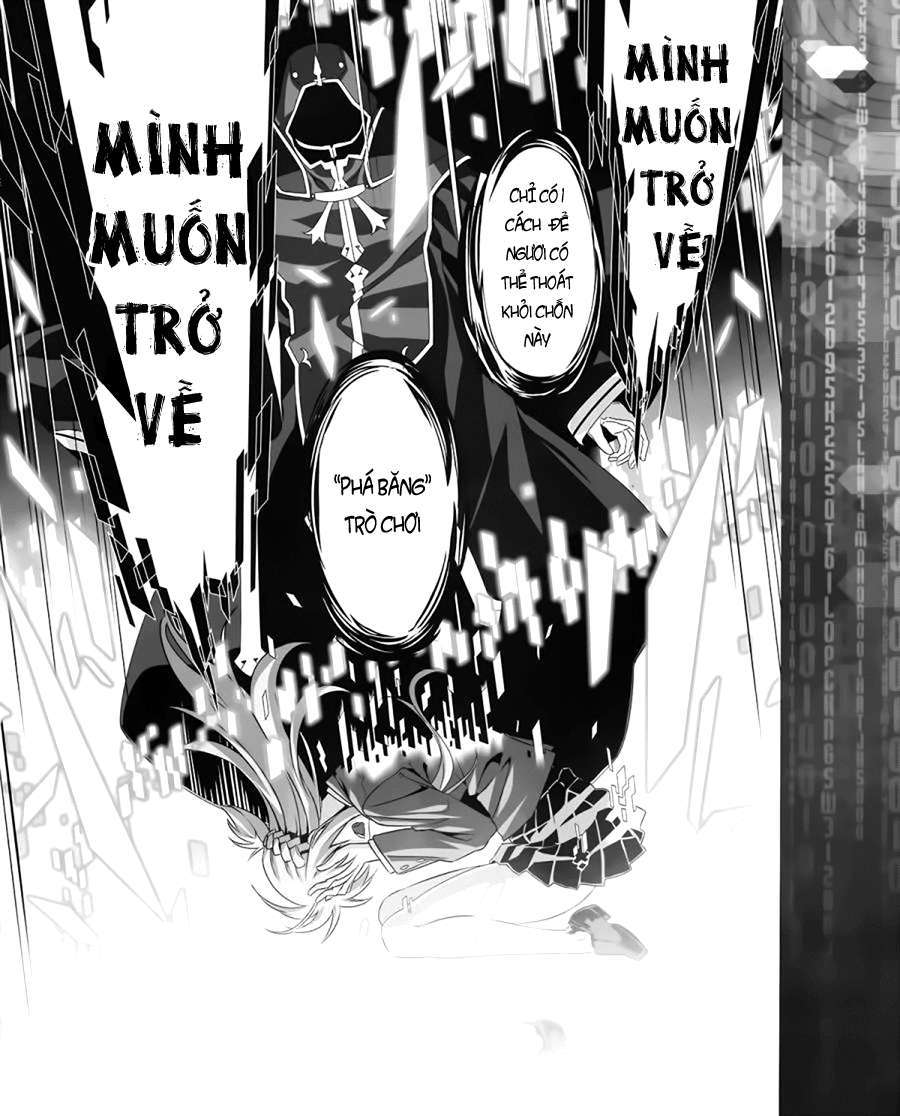 MÌNH
MUỐN
TRỞ
VỀ
CHỈ CÓ 1
CÁCH ĐỂ
NGƯƠI CÓ
THỂ THOÁT
KHỎI CHỐN
NÀY
"PHÁ BĂNG"
TRÒ CHƠI
MÌNH
MUỐN
TRỞ
VỀ